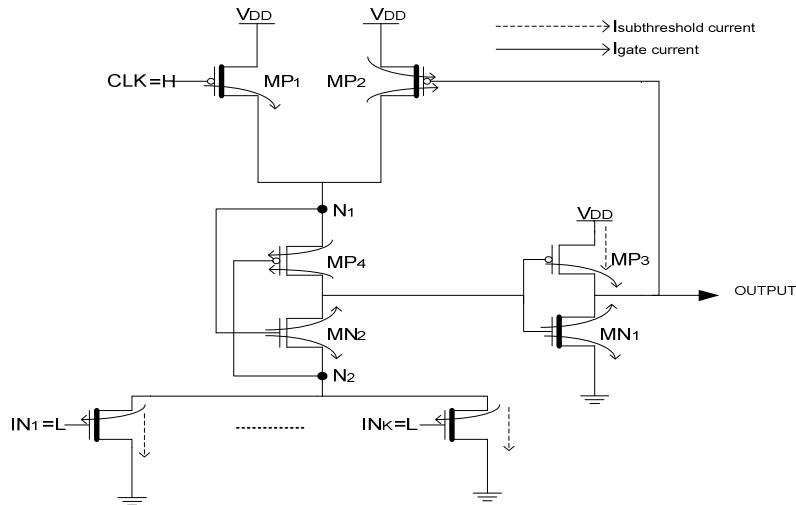 VDD
VDD
Isubthreshold current
Igate current
CLK=H
MP1
MP2
N1
VDD
MP4
MP3
OUTPUT
MN2
MN1
N2
IN1=L
INK=L